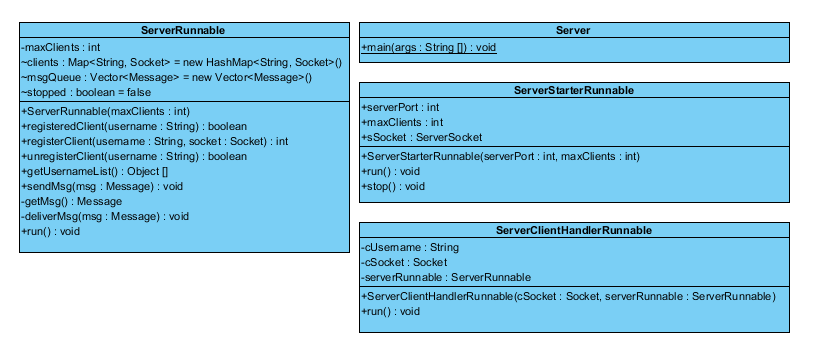 ServerRunnable
-maxClients : int
~clients : Map<String, Socket> = new HashMap<String, Socket>()
~msgQueue : Vector<Message> = new Vector<Message>()
~stopped : boolean = false
+ServerRunnable(maxClients : int)
+registeredClient(username : String) : boolean
+registerClient(username : String, socket : Socket) : int
+unregisterClient(username : String) : boolean
+getUsernameList() : Object []
+sendMsg(msg : Message) : void
-getMsg() : Message
-deliverMsg(msg : Message) : void
+run() : void
Server
+main(args : String []) : void
ServerStarterRunnable
+serverPort : int
+maxClients : int
+sSocket : ServerSocket
+ServerStarterRunnable(serverPort : int, maxClients : int)
+run() : void
+stop() : void
ServerClientHandlerRunnable
-cUsername : String
-cSocket : Socket
-serverRunnable : ServerRunnable
+ServerClientHandlerRunnable(cSocket : Socket, serverRunnable : ServerRunnable)
+run() : void